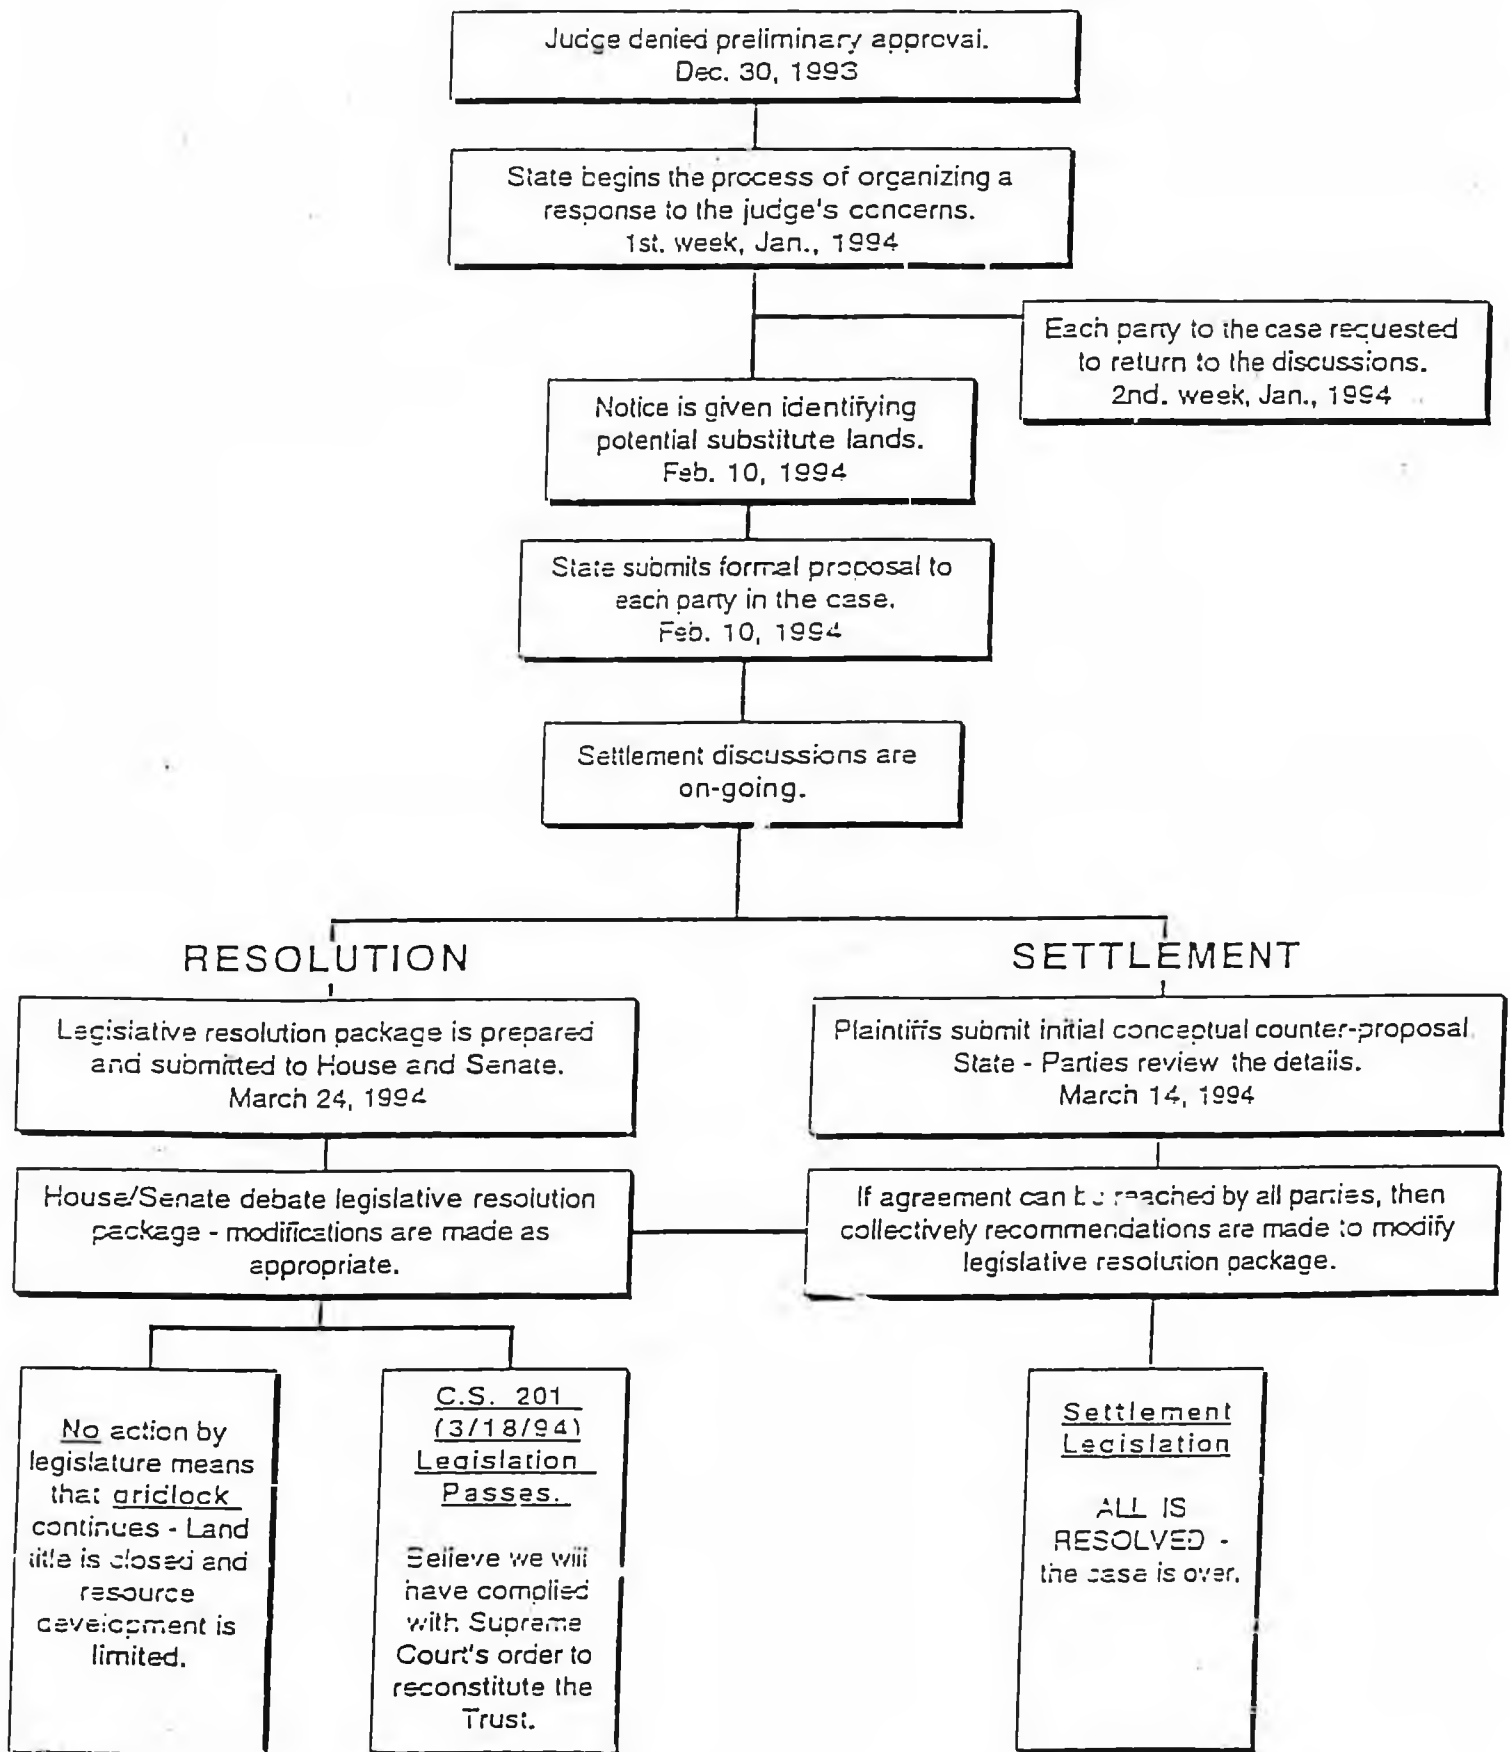 Judge denied preliminary approval.
Dec. 30, 1993
State begins the process of organizing a
response to the judge's concerns.
1st. week, Jan., 1994
Each party to the case requested
to return to the discussions.
2nd. week, Jan., 1994
Notice is given identifying
potential substitute lands.
Feb. 10, 1994
State submits formal proposal to
each party in the case.
Feb. 10, 1994
Settlement discussions are
on-going.
RESOLUTION
Legislative resolution package is prepared
and submitted to House and Senate.
March 24, 1994
House/Senate debate legislative resolution
package - modifications are made as
appropriate.
No action by
legislature means
that gridlock
continues - Land
title is closed and
resource
development is
limited.
C.S. 201
(3/18/94)
Legislation
Passes.
Believe we will
have complied
with Supreme
Court's order to
reconstitute the
Trust.
SETTLEMENT
Plaintiffs submit initial conceptual counter-proposal.
State - Parties review the details.
March 14, 1994
If agreement can be reached by all parties, then
collectively recommendations are made to modify
legislative resolution package.
Settlement
Legislation
ALL IS
RESOLVED -
the case is over.